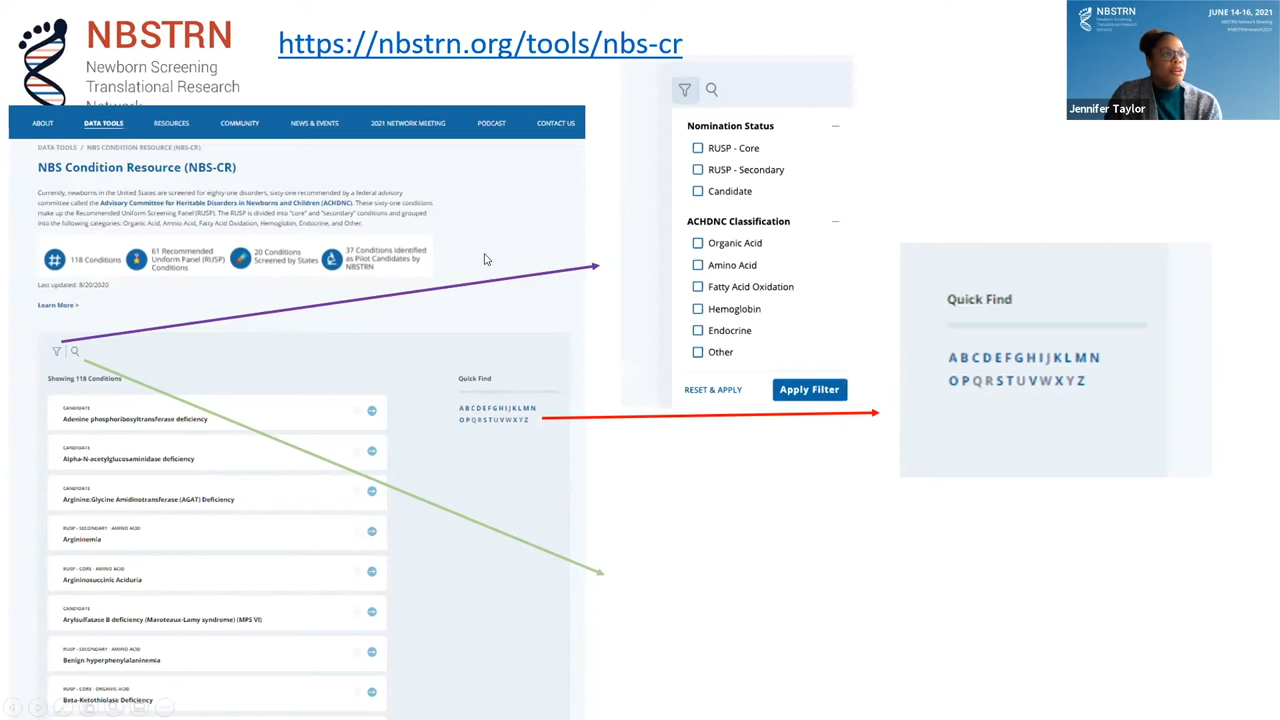 NBSTRN
Newborn Screening
Translational Research
Network
https://nbstrn.org/tools/nbs-cr
NBSTRN
Newborn Screening
Translational Research
Network
JUNE 14-16, 2021
NBSTRN Network Meeting
Jennifer Taylor
ABOUT
DATA TOOLS
RESOURCES
COMMUNITY
NEWS & EVENTS
2021 NETWORK MEETING
PODCAST
CONTACT US
DATA TOOLS / NBS CONDITION RESOURCE (NBS-CR)
NBS Condition Resource (NBS-CR)
Currently, newborns in the United States are screened for eighty-one disorders, sixty-one recommended by a federal advisory
committee called the Advisory Committee for Heritable Disorders in Newborns and Children (ACHDNC). These sixty-one conditions
make up the Recommended Uniform Screening Panel (RUSP). The RUSP is divided into "core" and "secondary" conditions and grouped
into the following categories: Organic Acid, Amnio Acid, Fatty Acid Oxidation, Hemoglobin, Endocrine, and Other.
118 Conditions
61 Recommended
Uniform Panel (RUSP)
Conditions
20 Conditions
Screened by States
37 Conditions Identified
as Pilot Candidates by
NBSTRN
Last updated: 8/20/2020
Learn More >
Showing 118 Conditions
CANDIDATE
Adenine phosphoribosyltransferase deficiency
CANDIDATE
Alpha-N-acetylglucosaminidase deficiency
CANDIDATE
Arginine:Glycine Amidinotransferase (AGAT) Deficiency
RUSP - SECONDARY · AMINO ACID
Argininemia
RUSP - CORE · AMINO ACID
Argininosuccinic Aciduria
CANDIDATE
Arylsulfatase B deficiency (Maroteaux-Lamy syndrome) (MPS VI)
RUSP - SECONDARY · AMINO ACID
Benign hyperphenylalaninemia
RUSP - CORE · ORGANIC ACID
Beta-Ketothiolase Deficiency
Quick Find
A B C D E F G H I J K L M N
O P Q R S T U V W X Y Z
Nomination Status
RUSP - Core
RUSP - Secondary
Candidate
ACHDNC Classification
Organic Acid
Amino Acid
Fatty Acid Oxidation
Hemoglobin
Endocrine
Other
RESET & APPLY
Apply Filter
Quick Find
A B C D E F G H I J K L M N
O P Q R S T U V W X Y Z